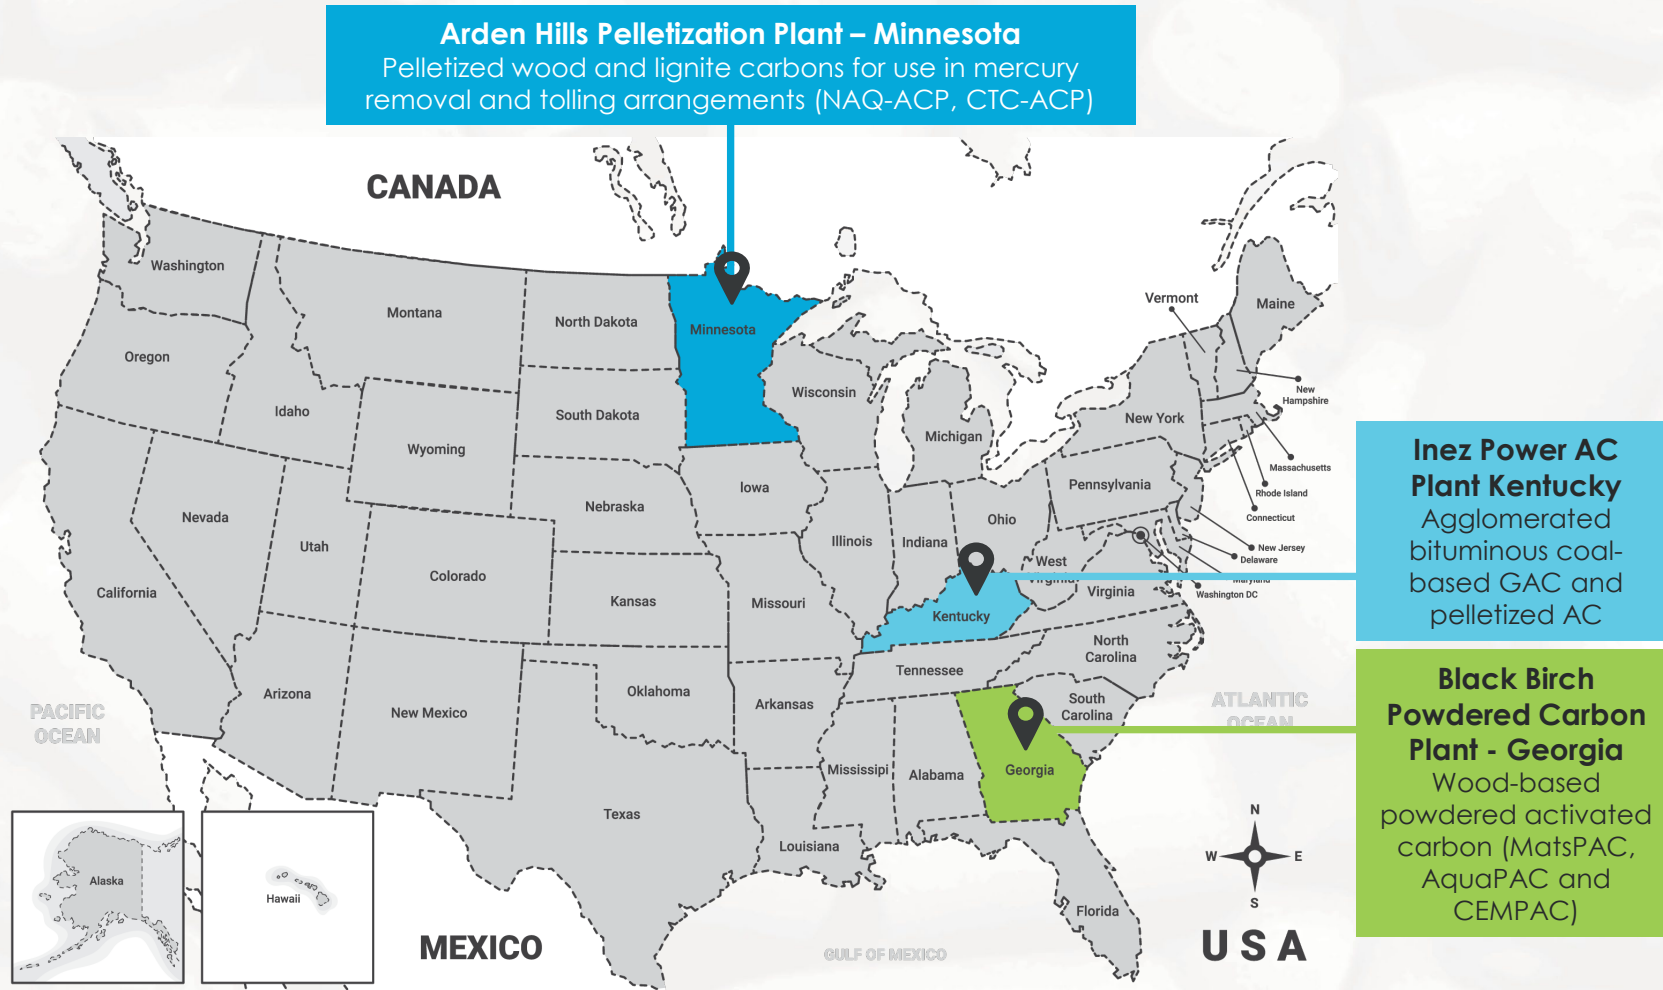 Arden Hills Pelletization Plant – Minnesota
Pelletized wood and lignite carbons for use in mercury
removal and tolling arrangements (NAQ-ACP, CTC-ACP)
CANADA
Washington
Oregon
Idaho
Montana
North Dakota
Minnesota
Wisconsin
South Dakota
Wyoming
Michigan
New York
Vermont
Maine
New
Hampshire
Massachusetts
Rhode Island
Connecticut
New Jersey
Delaware
Maryland
Washington DC
Pennsylvania
Iowa
Nebraska
Nevada
Utah
Colorado
California
Kansas
Missouri
Illinois
Indiana
Ohio
West
Virginia
Virginia
Kentucky
Tennessee
North
Carolina
South
Carolina
Arizona
New Mexico
Oklahoma
Arkansas
Mississipi
Alabama
Georgia
Texas
Louisiana
Florida
Alaska
Hawaii
PACIFIC
OCEAN
ATLANTIC
OCEAN
GULF OF MEXICO
MEXICO
N
W
E
S
USA
Inez Power AC
Plant Kentucky
Agglomerated
bituminous coal-
based GAC and
pelletized AC
Black Birch
Powdered Carbon
Plant - Georgia
Wood-based
powdered activated
carbon (MatsPAC,
AquaPAC and
CEMPAC)